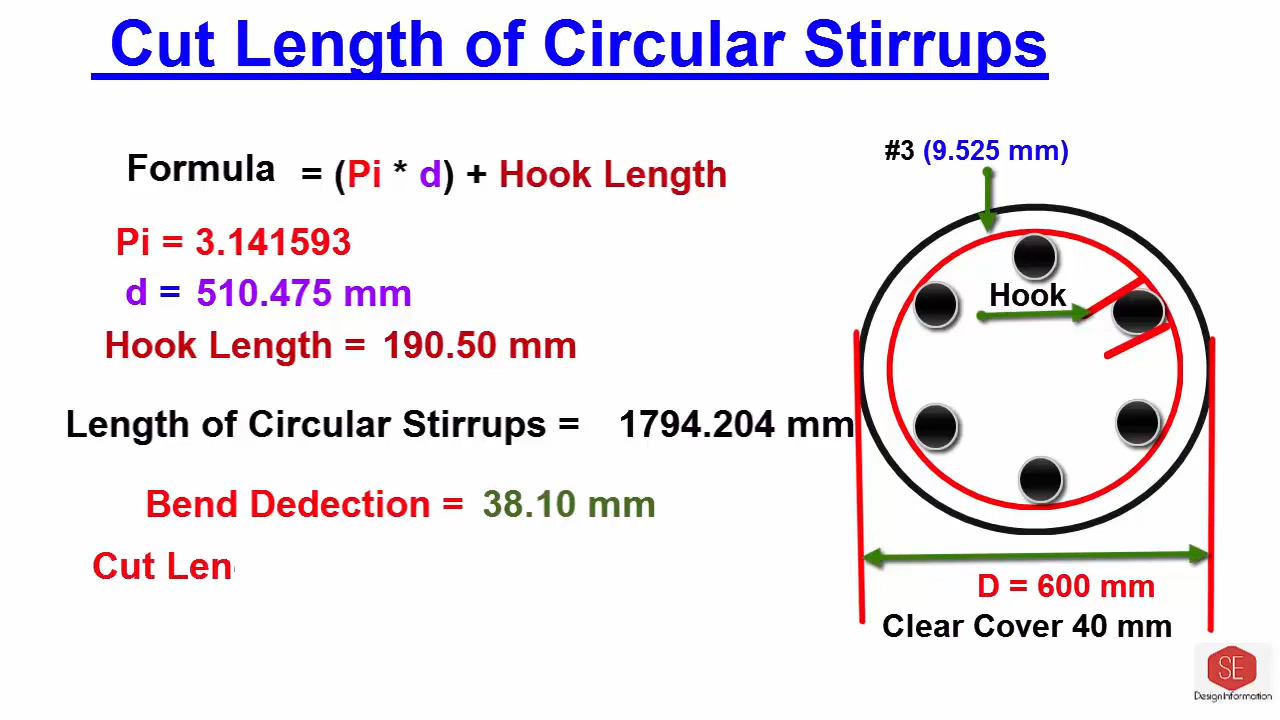 Cut Length of Circular Stirrups
Formula = (Pi * d) + Hook Length
Pi = 3.141593
d = 510.475 mm
Hook Length = 190.50 mm
Length of Circular Stirrups = 1794.204 mm
Bend Dedection = 38.10 mm
Cut Len
#3 (9.525 mm)
Hook
D = 600 mm
Clear Cover 40 mm
SE
Design Information